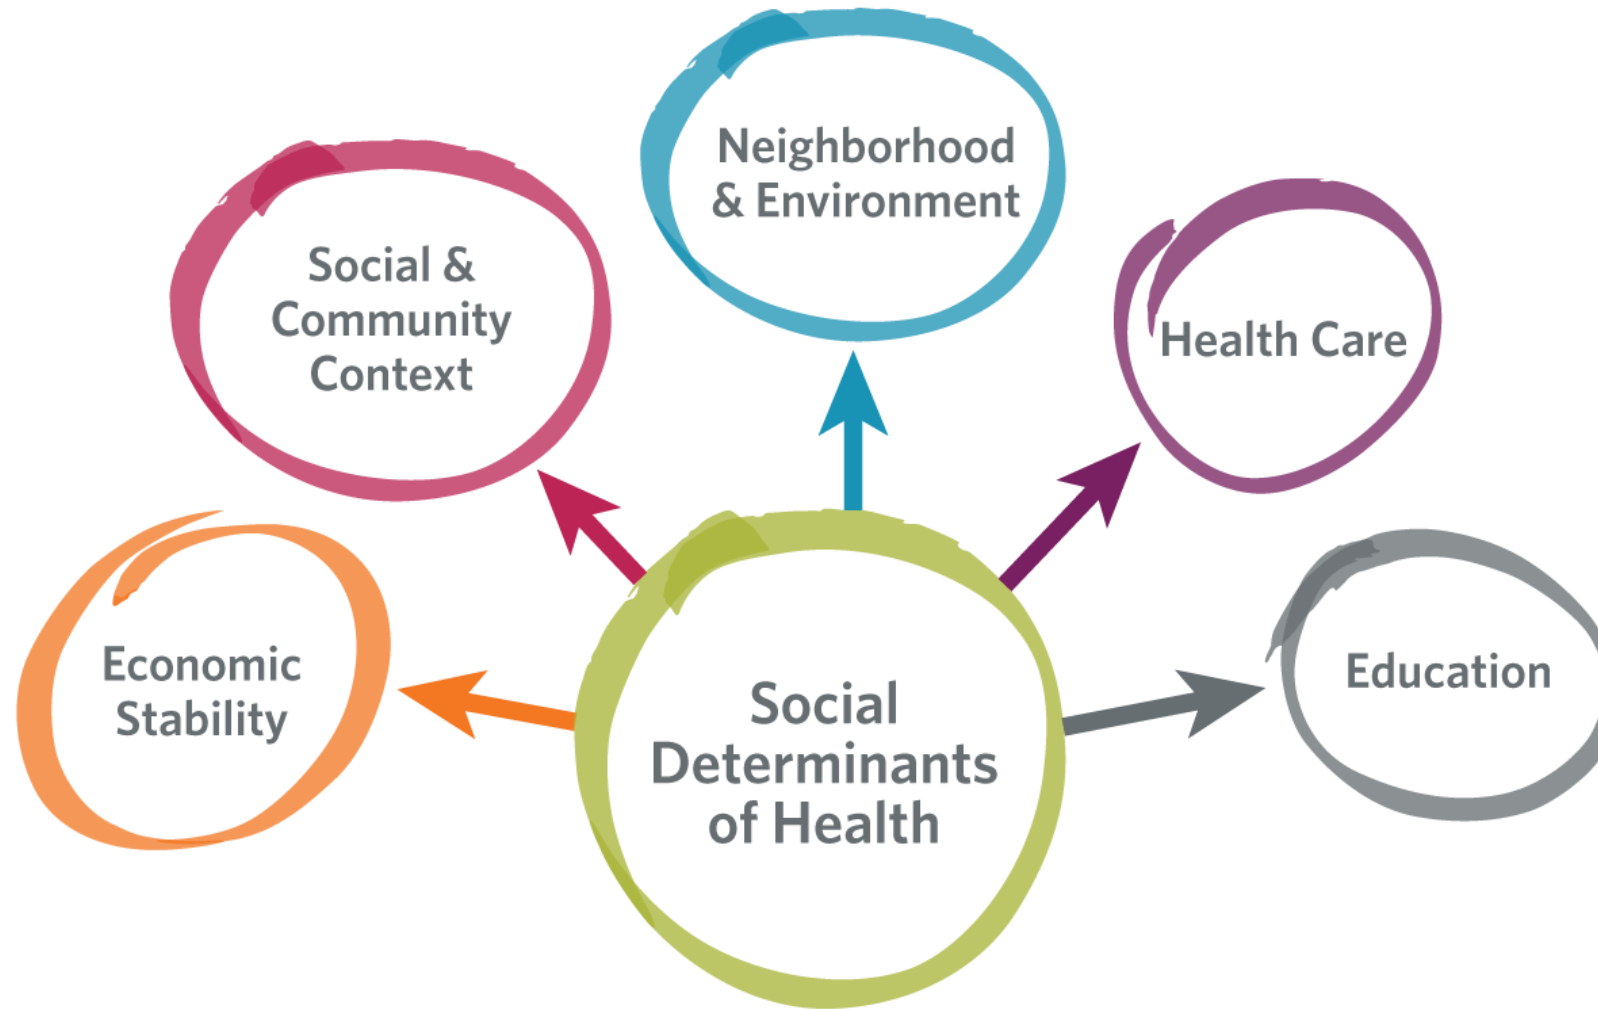 Neighborhood
& Environment
Social &
Community
Context
Health Care
Economic
Stability
Education
Social
Determinants
of Health